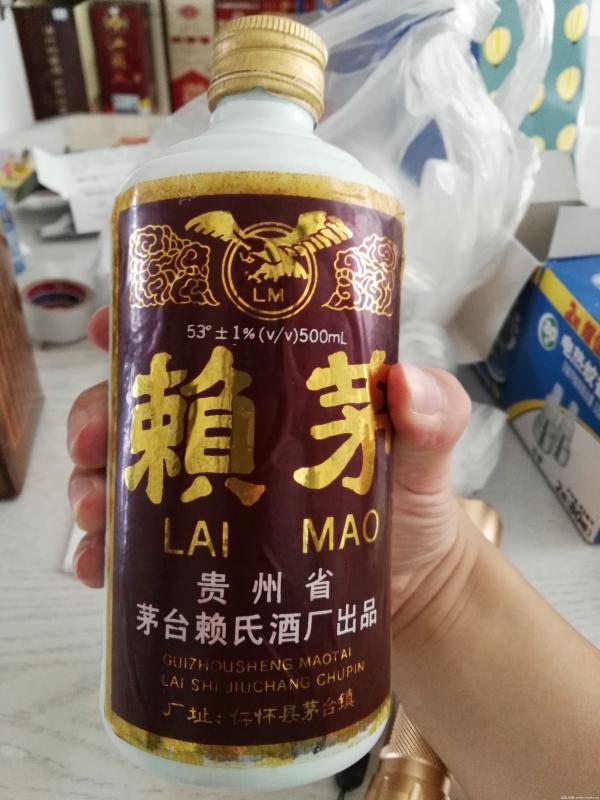 LM
53°±1%(v/v)500mL
賴茅
LAI MAO
贵州省
茅台赖氏酒厂出品
GUIZHOUSHENG MAOTAI
LAI SHI JIUCHANG CHUPIN
厂址:仁怀县茅台镇